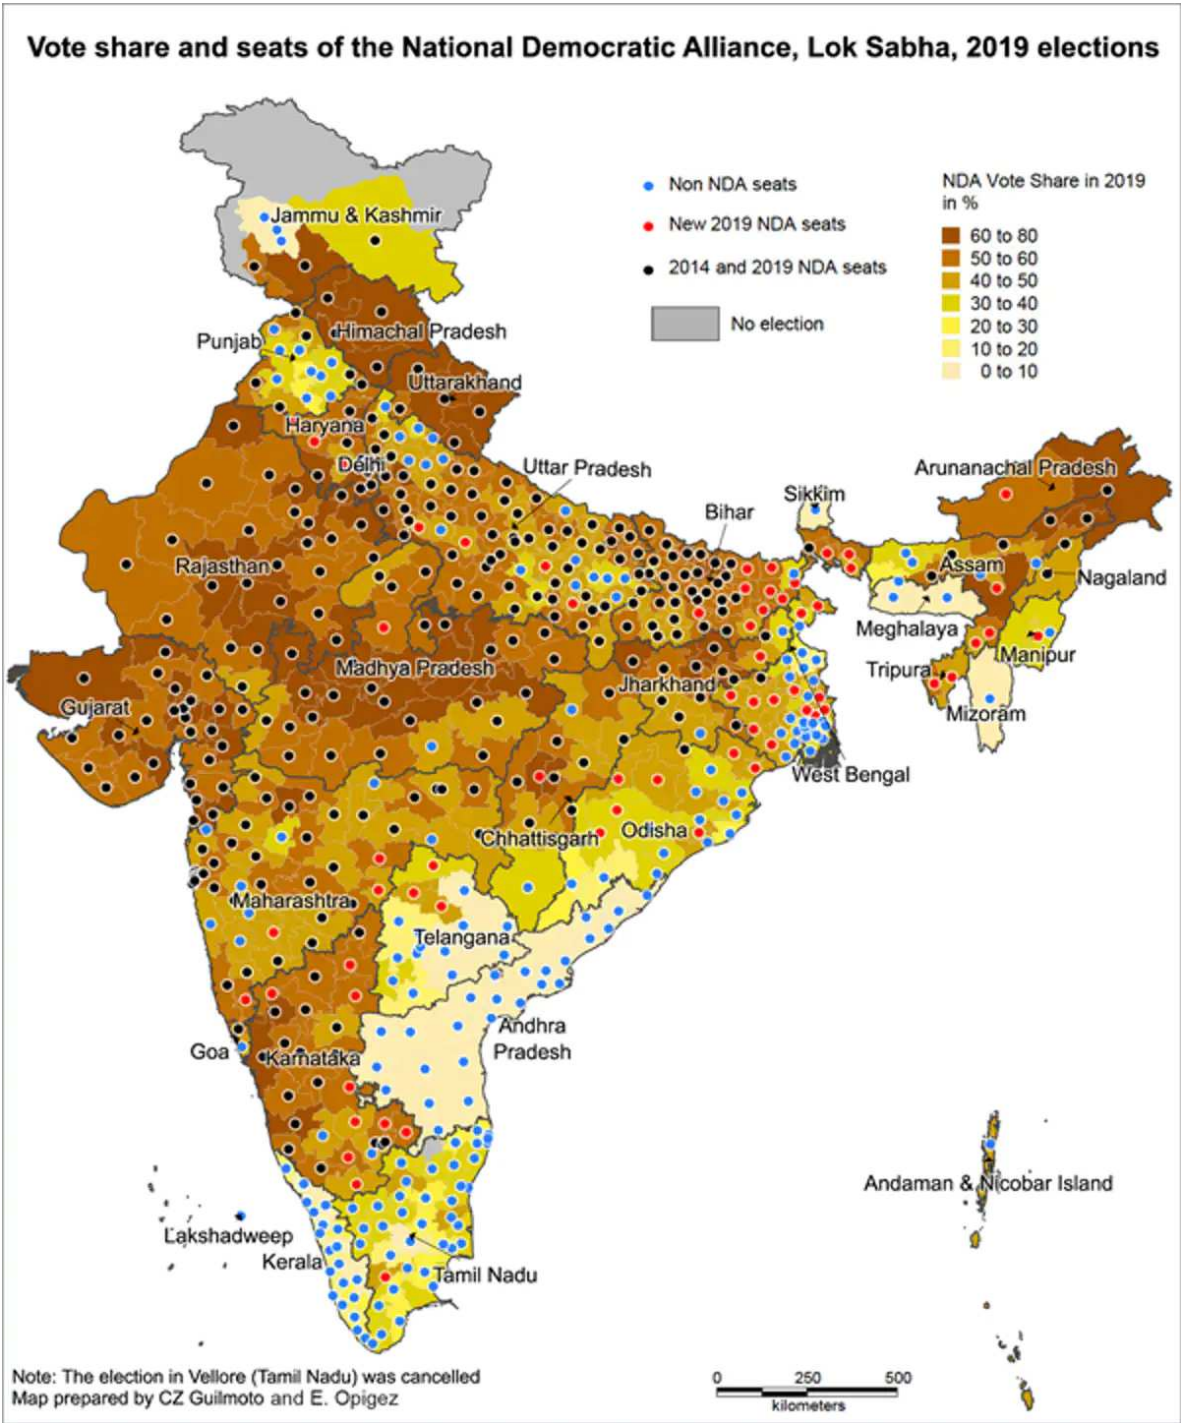 Vote share and seats of the National Democratic Alliance, Lok Sabha, 2019 elections
Non NDA seats
New 2019 NDA seats
2014 and 2019 NDA seats
No election
NDA Vote Share in 2019
in %
60 to 80
50 to 60
40 to 50
30 to 40
20 to 30
10 to 20
0 to 10
Jammu & Kashmir
Punjab
Himachal Pradesh
Uttarakhand
Haryana
Delhi
Uttar Pradesh
Bihar
Sikkim
Arunanachal Pradesh
Rajasthan
Assam
Nagaland
Meghalaya
Manipur
Tripura
Mizoram
Madhya Pradesh
Jharkhand
Gujarat
West Bengal
Chhattisgarh
Odisha
Maharashtra
Telangana
Andhra
Pradesh
Goa
Karnataka
Andaman & Nicobar Island
Lakshadweep
Kerala
Tamil Nadu
Note: The election in Vellore (Tamil Nadu) was cancelled
Map prepared by CZ Guilmoto and E. Opigez
0 250 500
kilometers